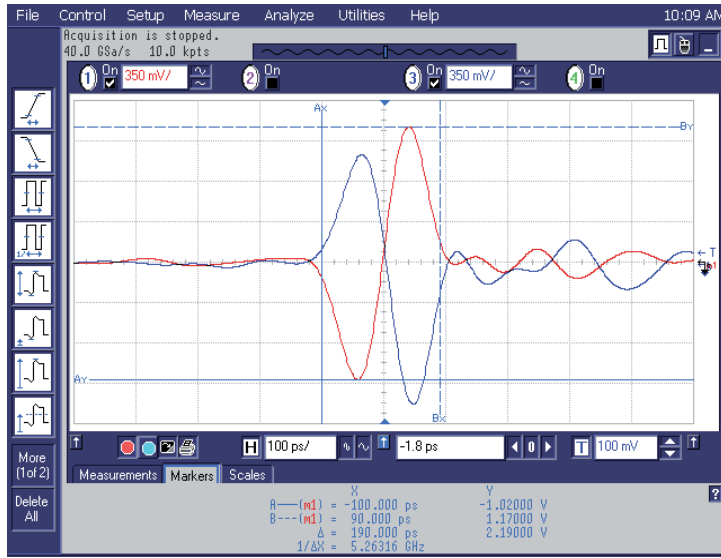 File Control Setup Measure Analyze Utilities Help 10:09 AM
Acquisition is stopped.
40.0 GSa/s 10.0 kpts
1 On 350 mV/ 2 On 3 On 350 mV/ 4 On
Ax
By
T
Ay
Bx
1/
More
(1of 2)
Delete
All
H 100 ps/ -1.8 ps 0 T 100 mV
Measurements Markers Scales
X Y
A——(m1) = -100.000 ps -1.02000 V
B---(m1) = 90.000 ps 1.17000 V
Δ = 190.000 ps 2.19000 V
1/ΔX = 5.26316 GHz
?